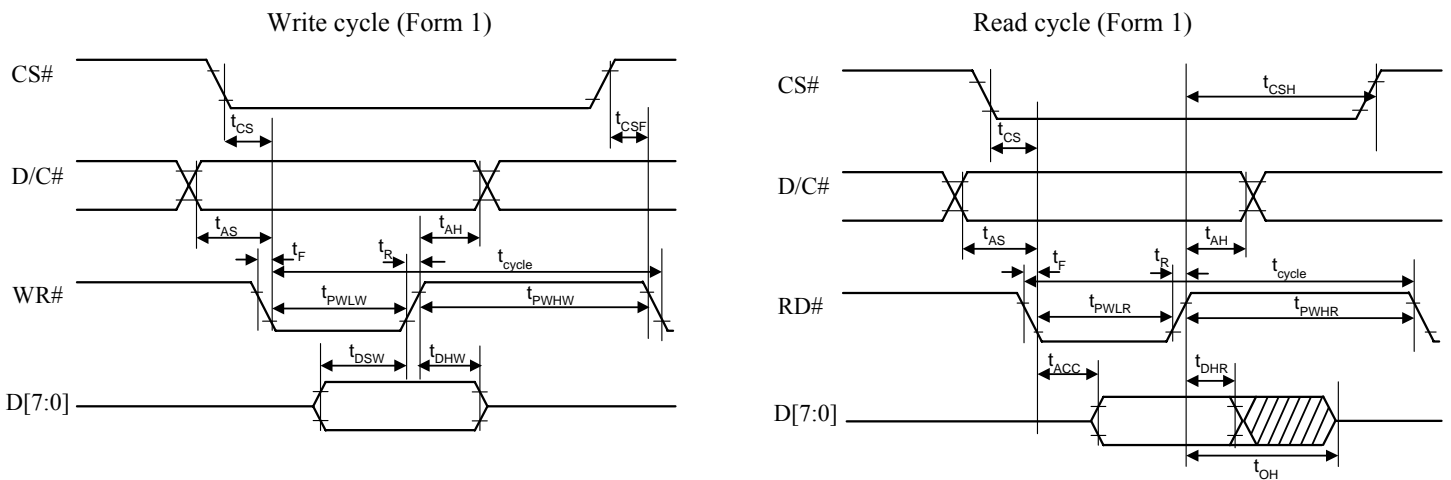 Write cycle (Form 1)
CS#
tCS
tCSF
D/C#
tAS
tAH
tF
tR
tcycle
WR#
tPWLW
tPWHW
tDSW
tDHW
D[7:0]
Read cycle (Form 1)
CS#
tCSH
tCS
D/C#
tAS
tAH
tF
tR
tcycle
RD#
tPWLR
tPWHR
tACC
tDHR
D[7:0]
tOH